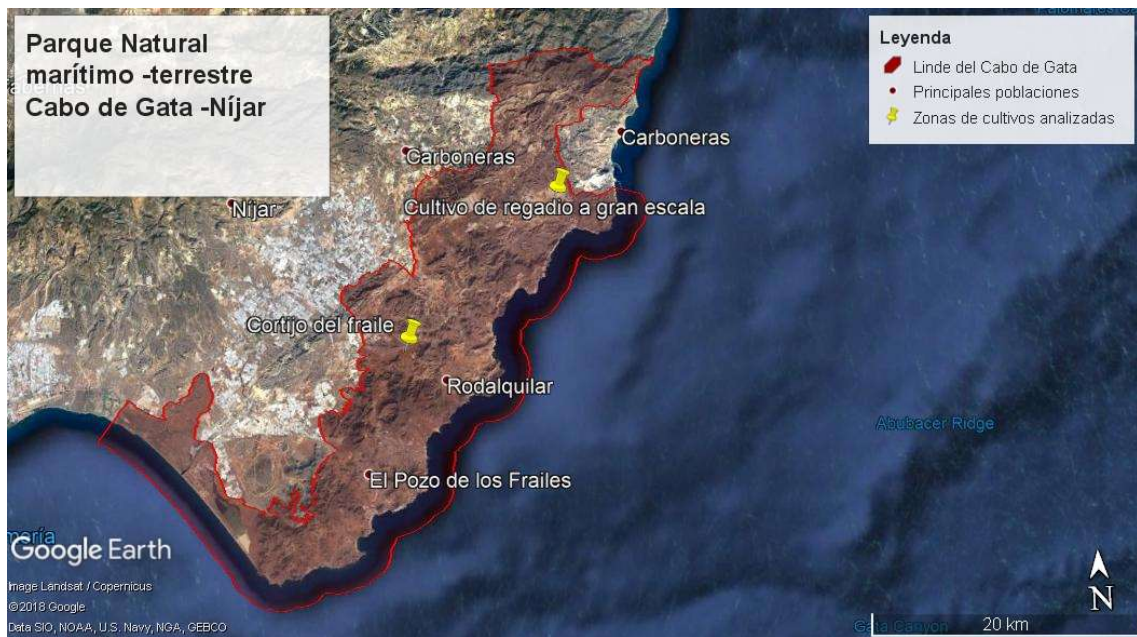 Parque Natural
marítimo -terrestre
Cabo de Gata -Níjar
Leyenda
Linde del Cabo de Gata
Principales poblaciones
Zonas de cultivos analizadas
Carboneras
Carboneras
Níjar
Cultivo de regadio a gran escala
Cortijo del fraile
Rodalquilar
Abubacer Ridge
El Pozo de los Frailes
Google Earth
Image Landsat / Copernicus
©2018 Google
Data SIO, NOAA, U.S. Navy, NGA, GEBCO
N
20 km
Gata Canyon